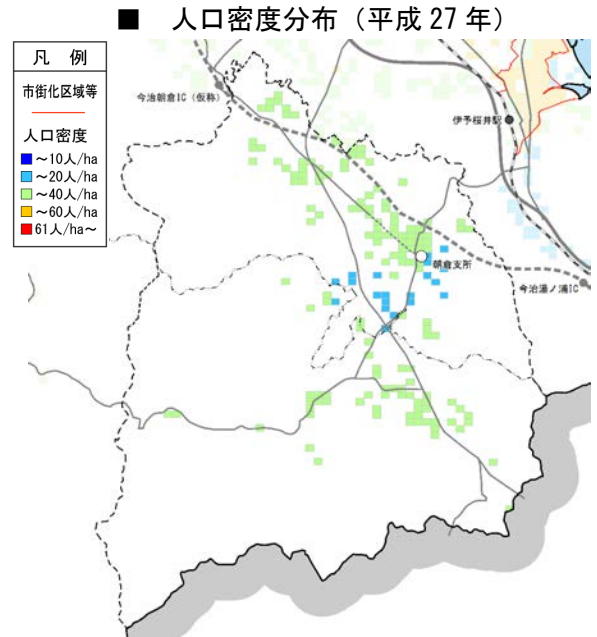 ■ 人口密度分布（平成 27 年）
凡 例
市街化区域等
人口密度
～10人/ha
～20人/ha
～40人/ha
～60人/ha
61人/ha～
今治朝倉IC（仮称）
伊予桜井駅
朝倉支所
今治湯ノ浦IC